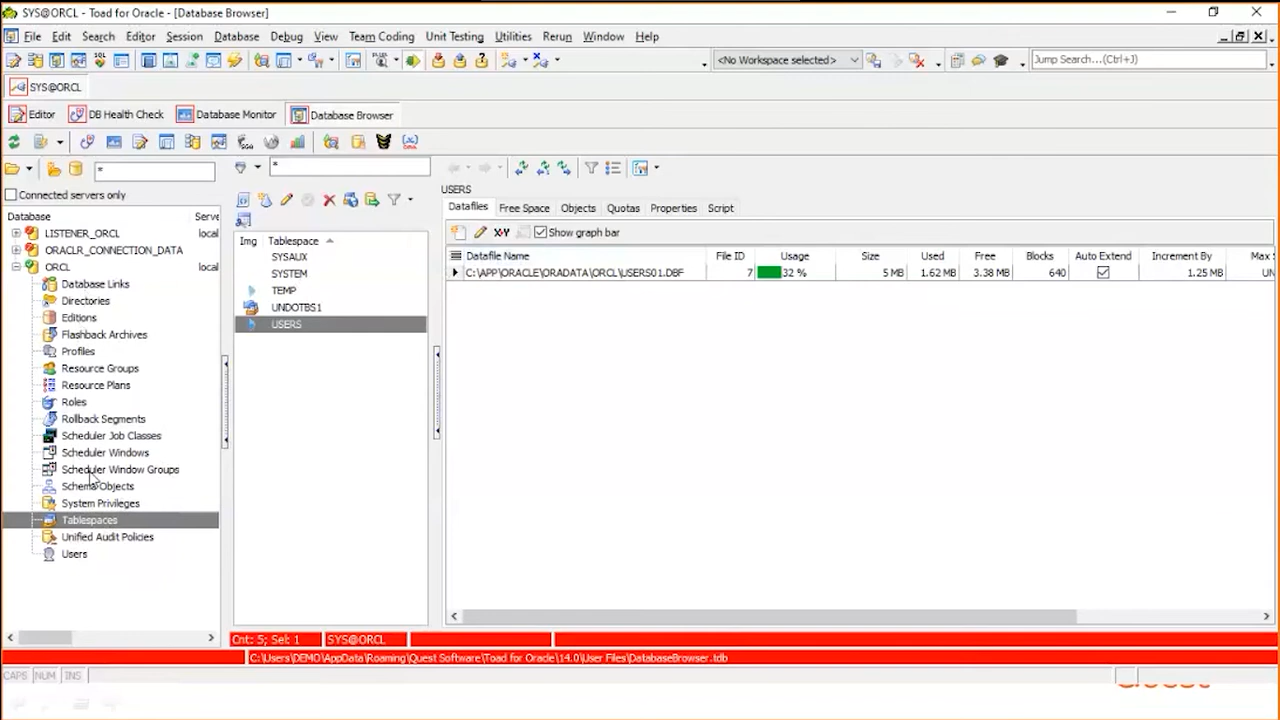 SYS@ORCL - Toad for Oracle - [Database Browser]
File Edit Search Editor Session Database Debug View Team Coding Unit Testing Utilities Rerun Window Help
<No Workspace selected> Jump Search...(Ctrl+J)
SYS@ORCL
Editor DB Health Check Database Monitor Database Browser
* *
Connected servers only
USERS
Database Serve
Datafiles Free Space Objects Quotas Properties Script
X=Y Show graph bar
LISTENER_ORCL local
ORACLR_CONNECTION_DATA local
ORCL local
Database Links
Directories
Editions
Flashback Archives
Profiles
Resource Groups
Resource Plans
Roles
Rollback Segments
Scheduler Job Classes
Scheduler Windows
Scheduler Window Groups
Schema Objects
System Privileges
Tablespaces
Unified Audit Policies
Users
Img Tablespace
SYSAUX
SYSTEM
TEMP
UNDOTBS1
USERS
Datafile Name File ID Usage Size Used Free Blocks Auto Extend Increment By Max S
C:\APP\ORACLE\ORADATA\ORCL\USERS01.DBF 7 32 % 5 MB 1.62 MB 3.38 MB 640 1.25 MB UN
Cnt: 5; Sel: 1 SYS@ORCL
C:\Users\DEMO\AppData\Roaming\Quest Software\Toad for Oracle\14.0\User Files\DatabaseBrowser.tdb
CAPS NUM INS